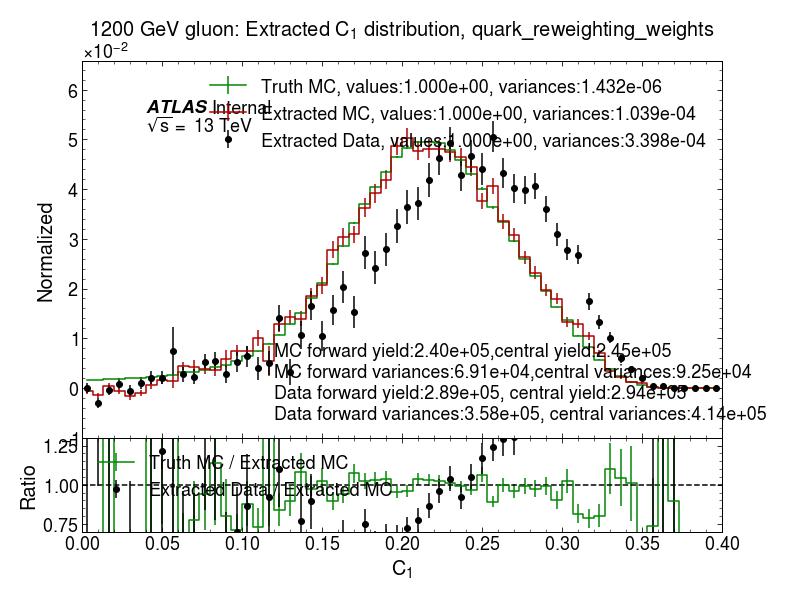 1200 GeV gluon: Extracted C₁ distribution, quark_reweighting_weights
×10⁻²
Truth MC, values:1.000e+00, variances:1.432e-06
ATLAS Internal
Extracted MC, values:1.000e+00, variances:1.039e-04
√s = 13 TeV
Extracted Data, values:1.000e+00, variances:3.398e-04
6
5
4
3
2
1
0
-1
Normalized
MC forward yield:2.40e+05,central yield:2.45e+05
MC forward variances:6.91e+04,central variances:9.25e+04
Data forward yield:2.89e+05, central yield:2.94e+05
Data forward variances:3.58e+05, central variances:4.14e+05
1.25
1.00
0.75
Ratio
Truth MC / Extracted MC
Extracted Data / Extracted MC
0.00 0.05 0.10 0.15 0.20 0.25 0.30 0.35 0.40
C₁